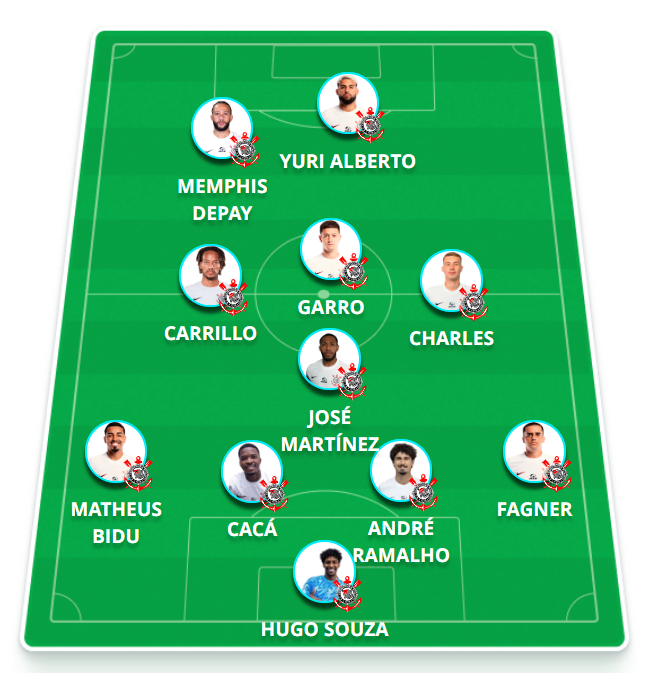 YURI ALBERTO
MEMPHIS
DEPAY
GARRO
CARRILLO
CHARLES
JOSÉ
MARTÍNEZ
MATHEUS
BIDU
CACÁ
ANDRÉ
RAMALHO
FAGNER
HUGO SOUZA